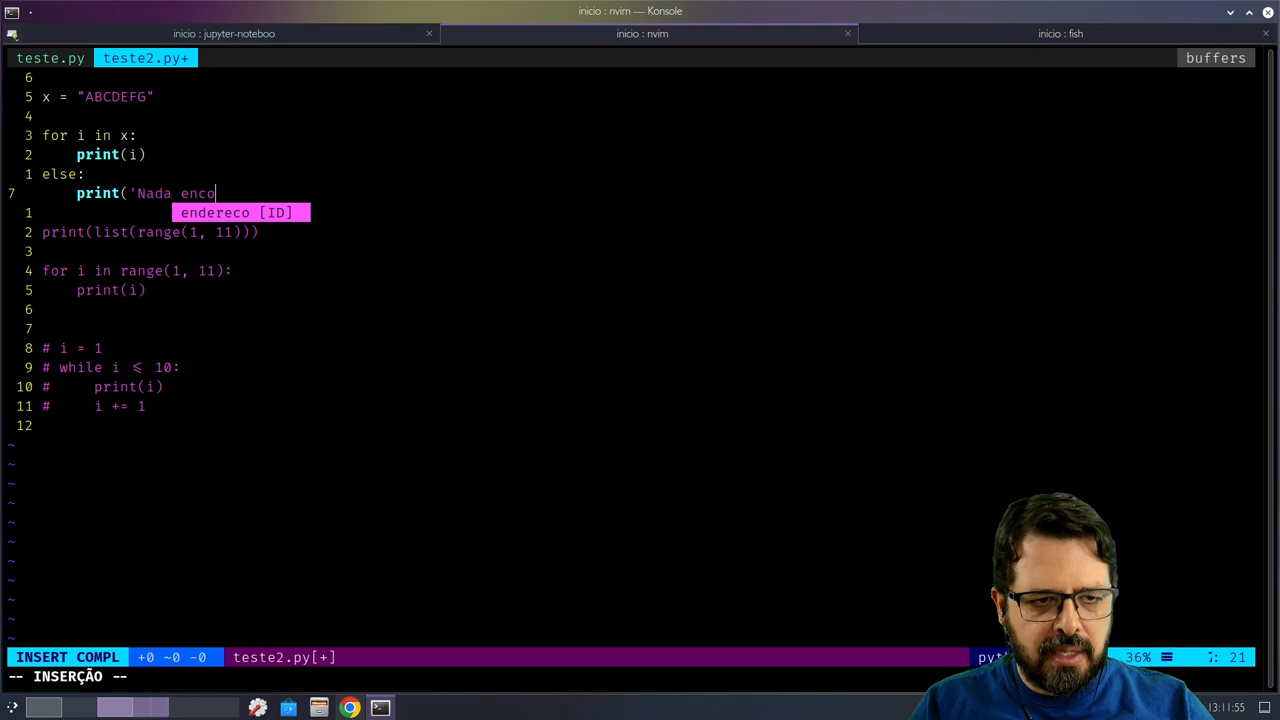 inicio : nvim — Konsole
inicio : jupyter-noteboo
inicio : nvim
inicio : fish
teste.py teste2.py+ buffers
6
5 x = "ABCDEFG"
4
3 for i in x:
2     print(i)
1 else:
7     print('Nada enco
1 endereco [ID]
2 print(list(range(1, 11)))
3
4 for i in range(1, 11):
5     print(i)
6
7
8 # i = 1
9 # while i <= 10:
10 #     print(i)
11 #     i += 1
12
~
~
~
~
~
~
~
~
~
~
~
INSERT COMPL +0 ~0 -0 teste2.py[+] 36% ☰ 7: 21
-- INSERÇÃO --
13:11:55